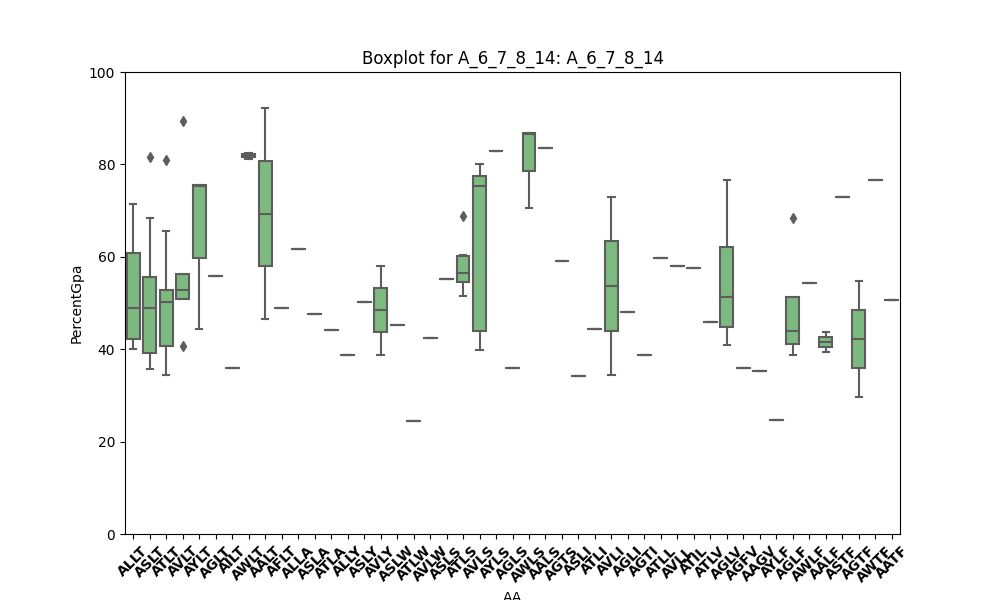 Boxplot for A_6_7_8_14: A_6_7_8_14
PercentGpa
100
80
60
40
20
0
ALLT
ASLT
ATLT
AVLT
AYLT
AGLT
AILT
AWLT
AALT
AFLT
ALLA
ASLA
ATLA
ALLY
ASLY
AVLY
ASLW
ATLW
AVLW
ASLS
ATLS
AVLS
AYLS
AGLS
AWLS
AALS
AGTS
ASLI
ATLI
AVLI
AGLI
AGTI
ATLL
AVLL
ATIL
ATLV
AGLV
AGFV
AAGV
AYLF
AGLF
AWLF
AALF
ASTF
AGTF
AWTF
AATF
AA